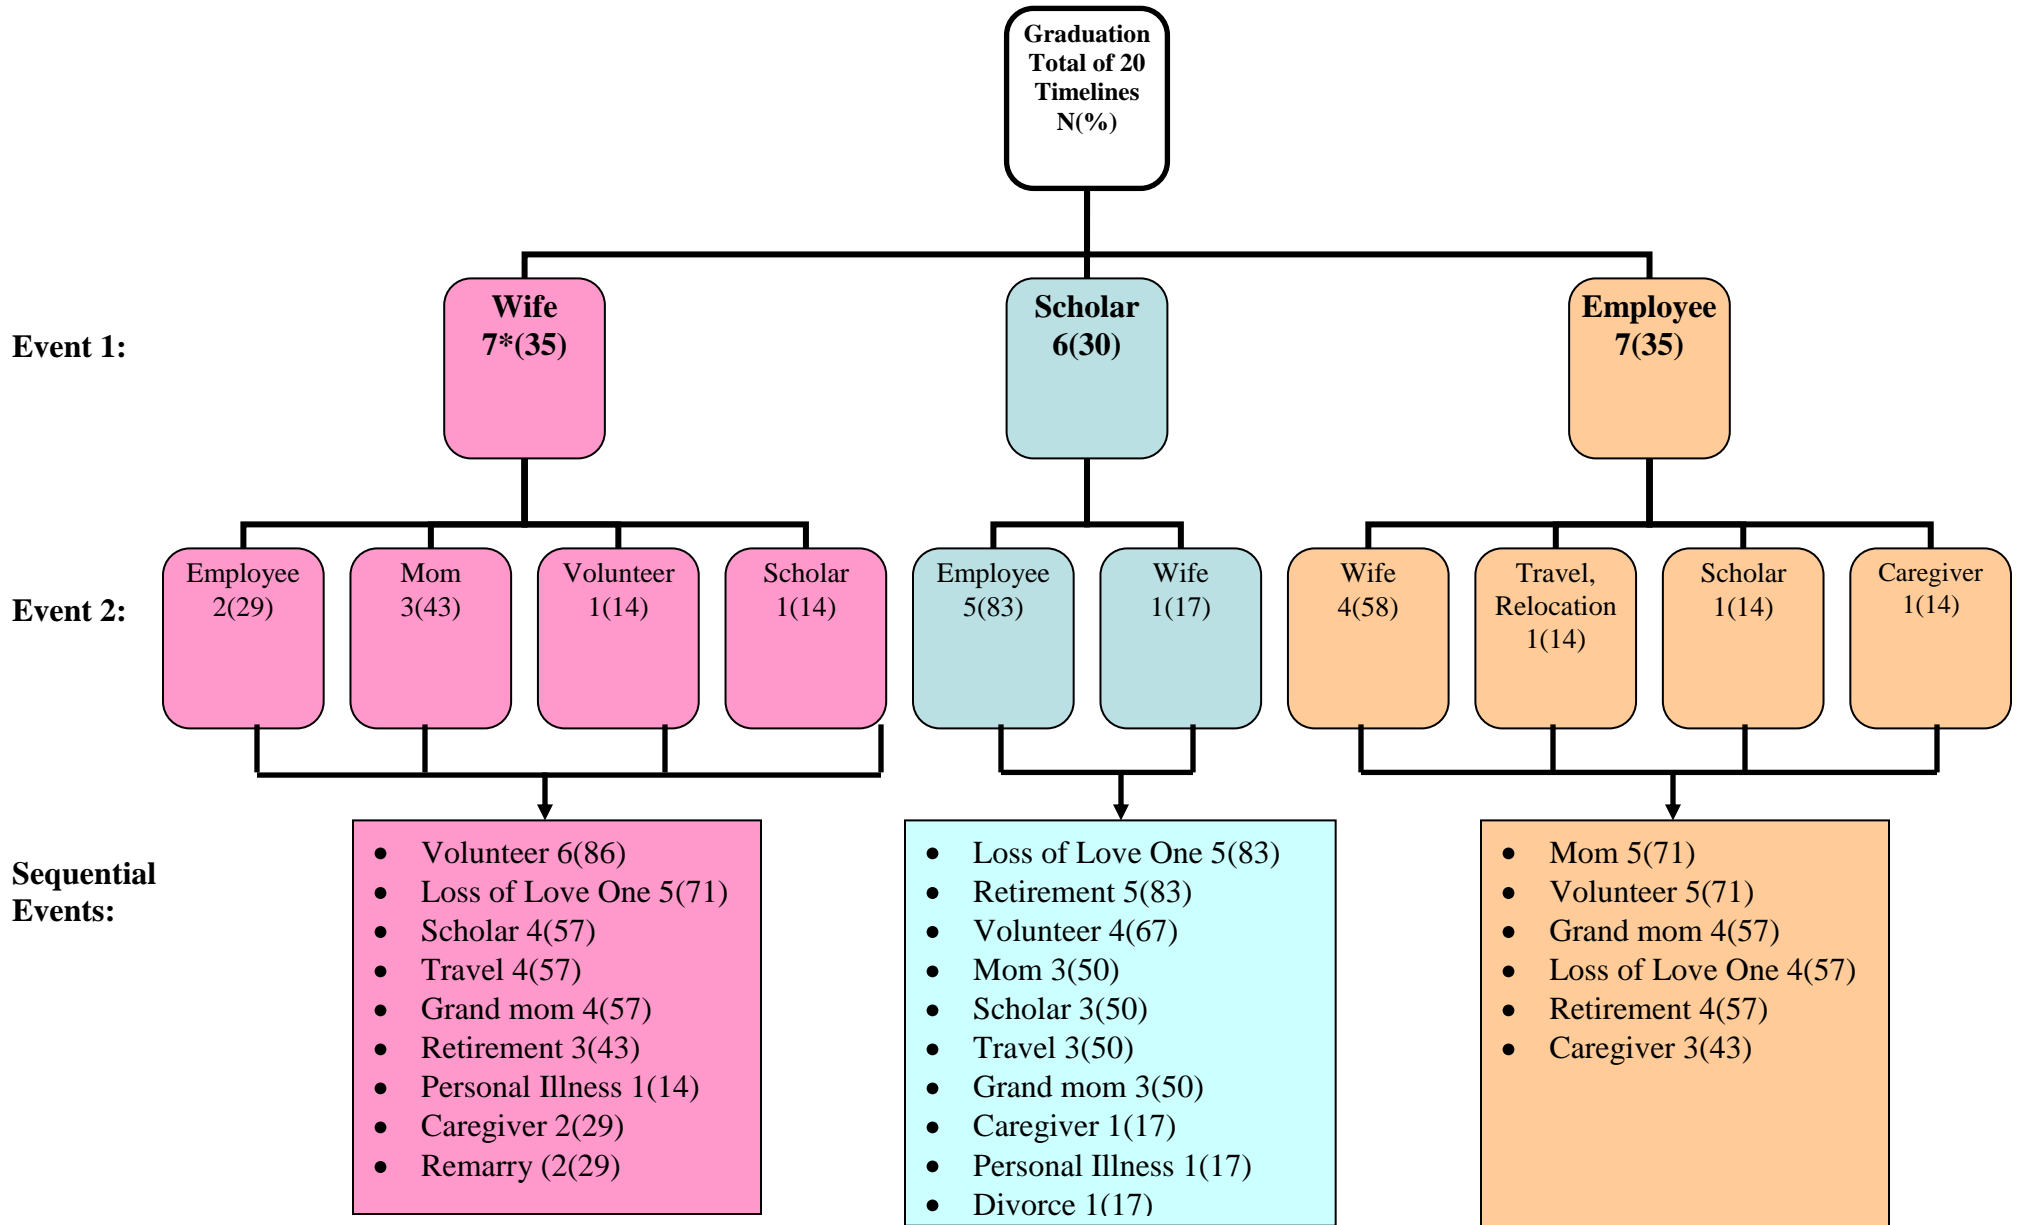 Graduation
Total of 20
Timelines
N(%)
Event 1:
Wife
7*(35)
Scholar
6(30)
Employee
7(35)
Event 2:
Employee
2(29)
Mom
3(43)
Volunteer
1(14)
Scholar
1(14)
Employee
5(83)
Wife
1(17)
Wife
4(58)
Travel,
Relocation
1(14)
Scholar
1(14)
Caregiver
1(14)
Sequential
Events:
• Volunteer 6(86)
• Loss of Love One 5(71)
• Scholar 4(57)
• Travel 4(57)
• Grand mom 4(57)
• Retirement 3(43)
• Personal Illness 1(14)
• Caregiver 2(29)
• Remarry (2(29)
• Loss of Love One 5(83)
• Retirement 5(83)
• Volunteer 4(67)
• Mom 3(50)
• Scholar 3(50)
• Travel 3(50)
• Grand mom 3(50)
• Caregiver 1(17)
• Personal Illness 1(17)
• Divorce 1(17)
• Mom 5(71)
• Volunteer 5(71)
• Grand mom 4(57)
• Loss of Love One 4(57)
• Retirement 4(57)
• Caregiver 3(43)